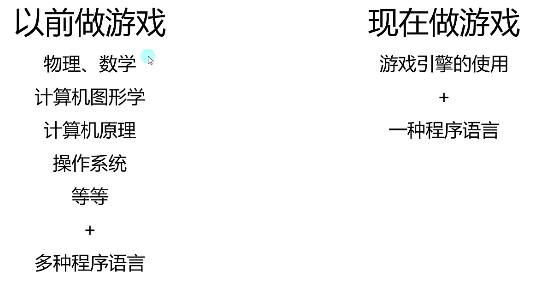 以前做游戏
物理、数学
计算机图形学
计算机原理
操作系统
等等
+
多种程序语言
现在做游戏
游戏引擎的使用
+
一种程序语言